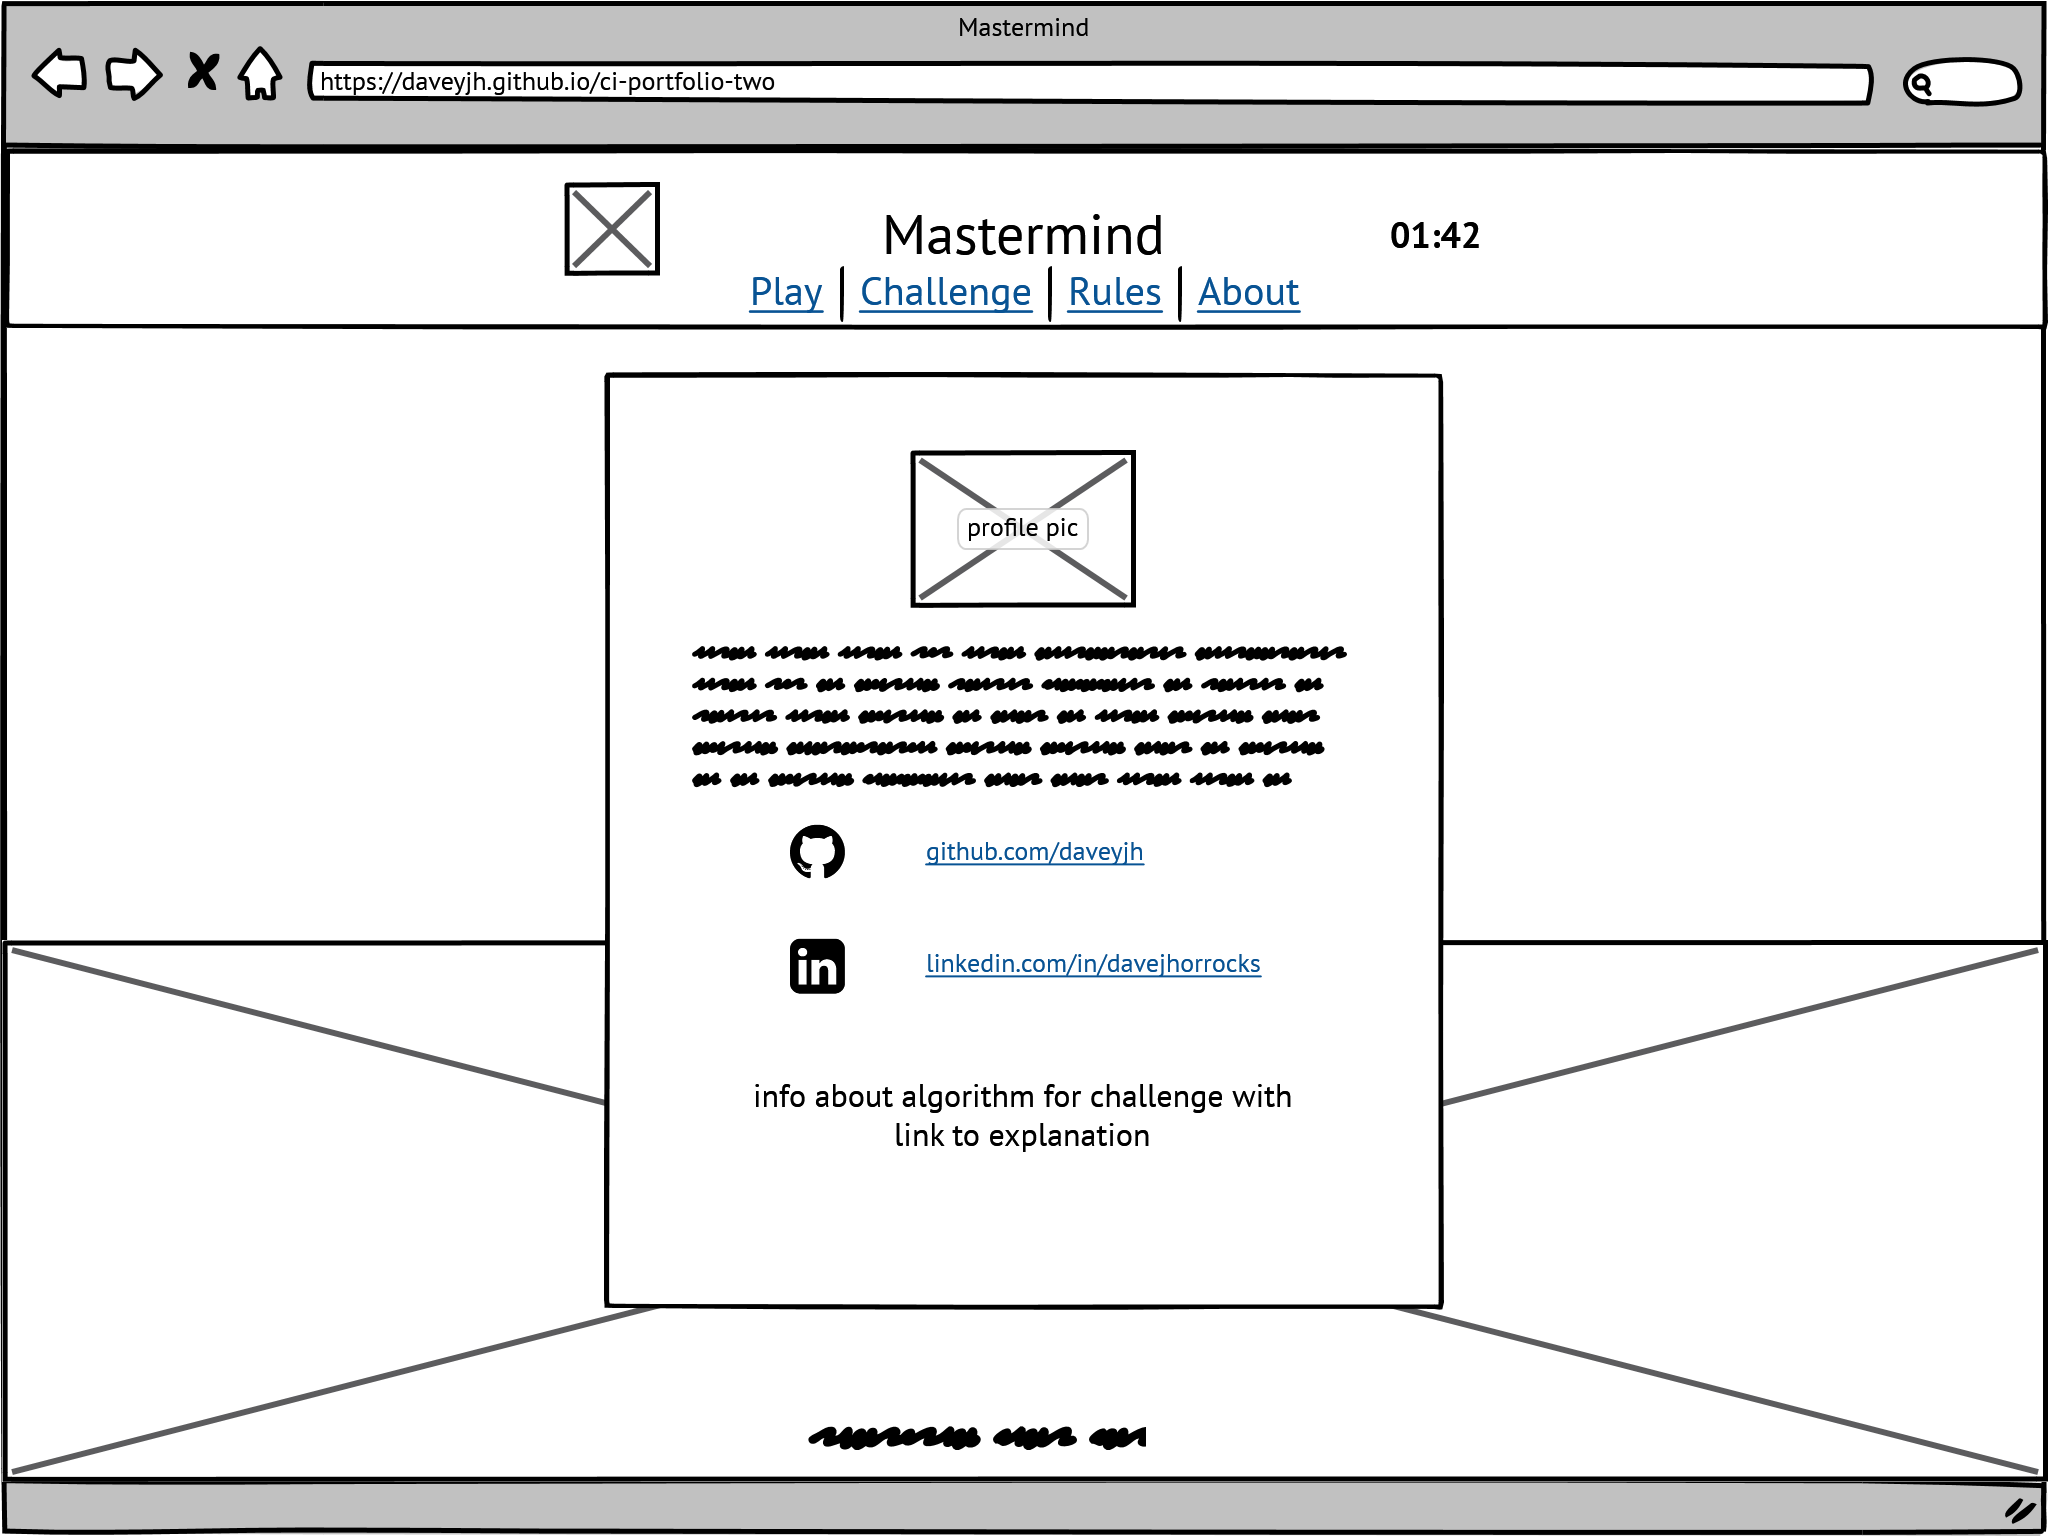 Mastermind
https://daveyjh.github.io/ci-portfolio-two
Mastermind
01:42
Play
Challenge
Rules
About
profile pic
github.com/daveyjh
in
linkedin.com/in/davejhorrocks
info about algorithm for challenge with
link to explanation